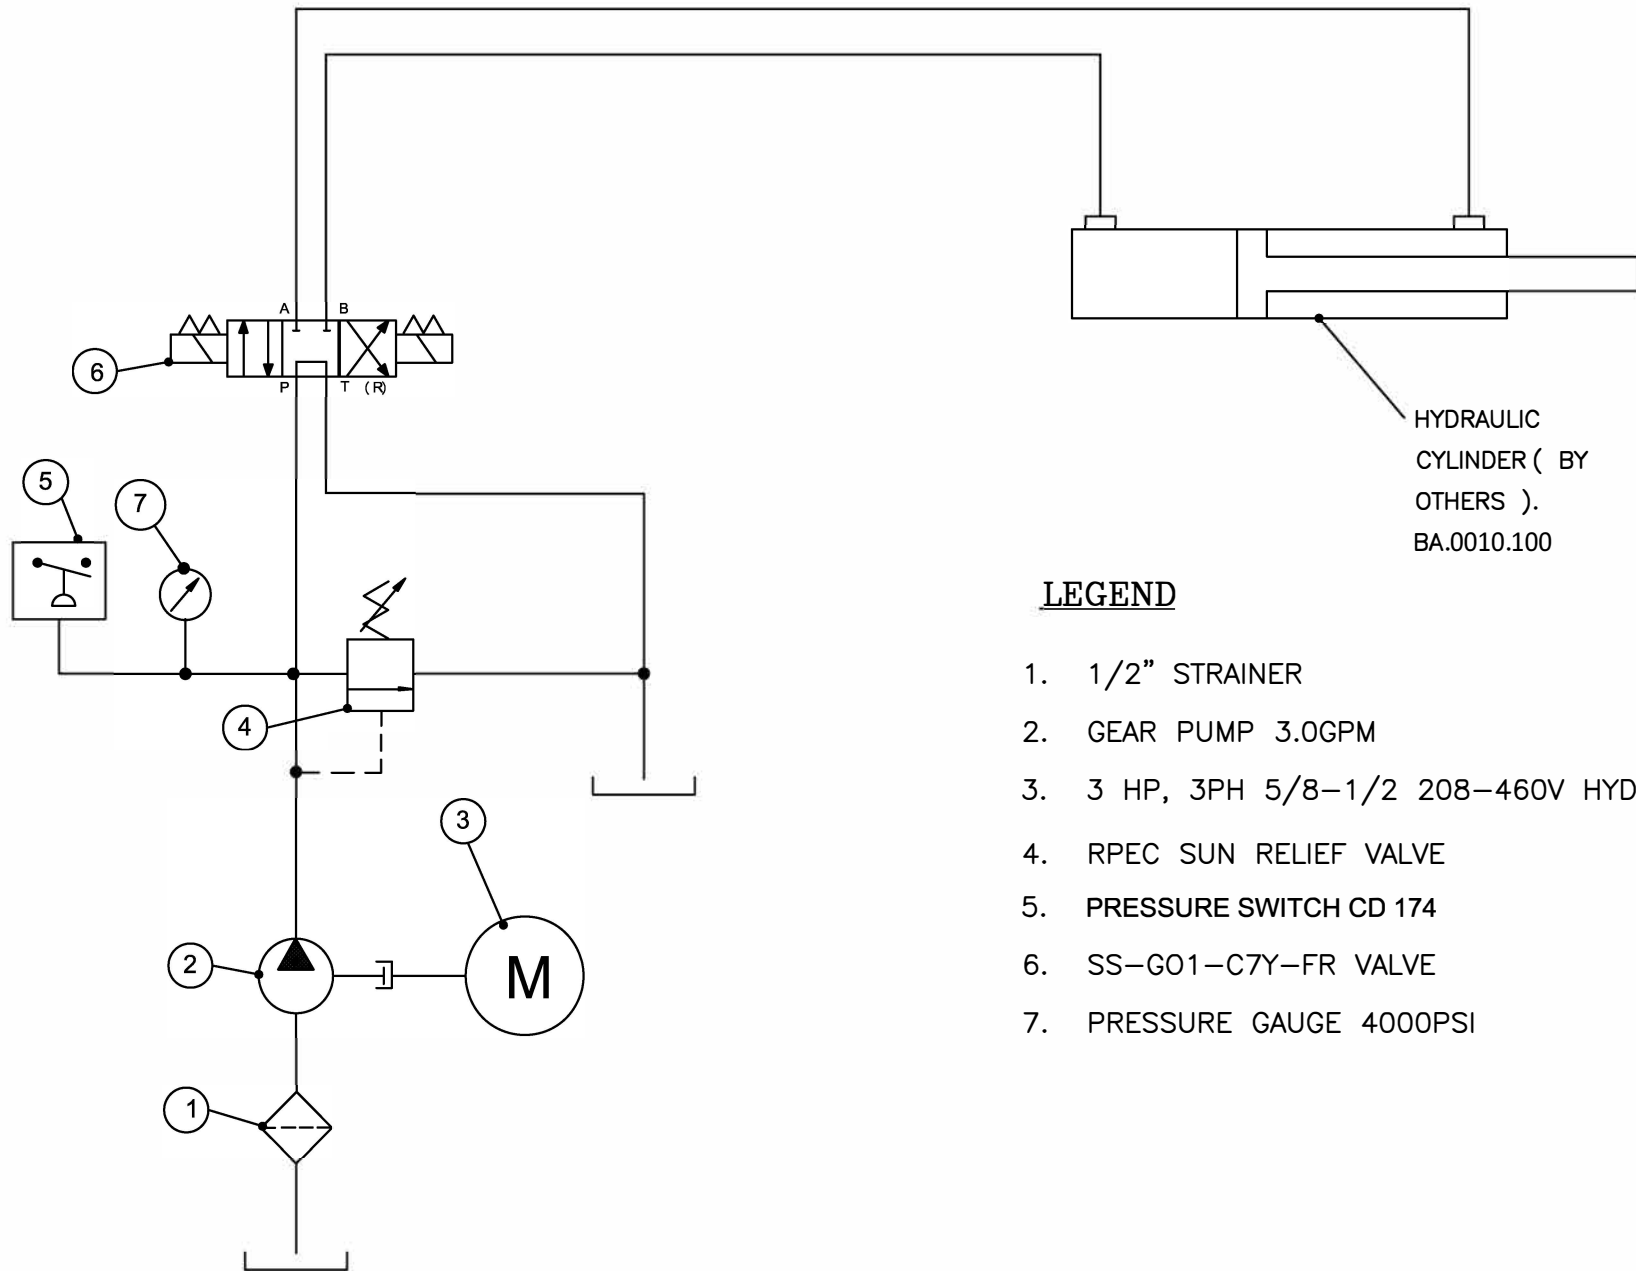 A B
P T (R)
6
5
7
4
3
2
1
M
HYDRAULIC
CYLINDER ( BY
OTHERS ).
BA.0010.100
LEGEND
1. 1/2” STRAINER
2. GEAR PUMP 3.0GPM
3. 3 HP, 3PH 5/8-1/2 208-460V HYD
4. RPEC SUN RELIEF VALVE
5. PRESSURE SWITCH CD 174
6. SS-G01-C7Y-FR VALVE
7. PRESSURE GAUGE 4000PSI